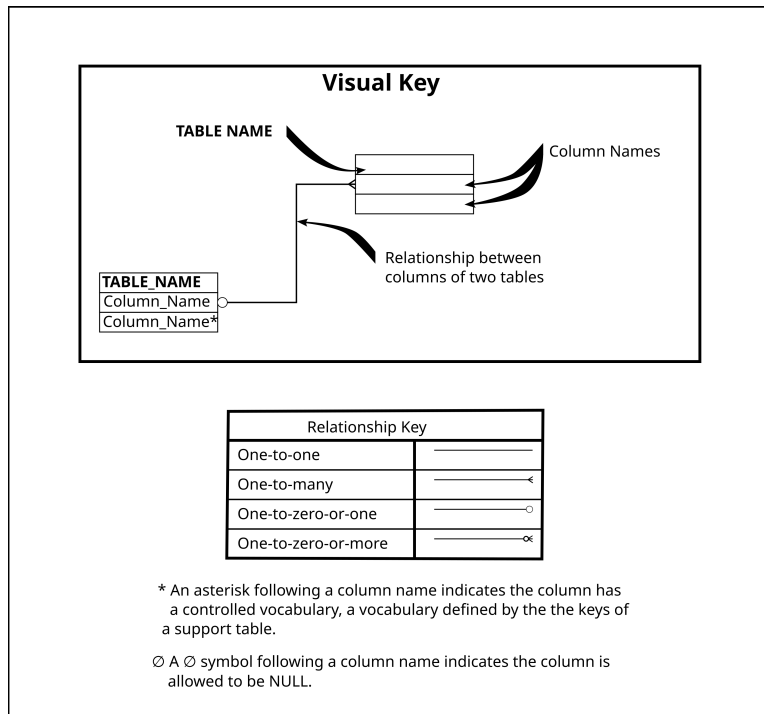 Visual Key
TABLE NAME
Column Names
Relationship between
columns of two tables
TABLE_NAME
Column_Name
Column_Name*
Relationship Key
One-to-one
One-to-many
One-to-zero-or-one
One-to-zero-or-more
* An asterisk following a column name indicates the column has
a controlled vocabulary, a vocabulary defined by the the keys of
a support table.
∅ A ∅ symbol following a column name indicates the column is
allowed to be NULL.